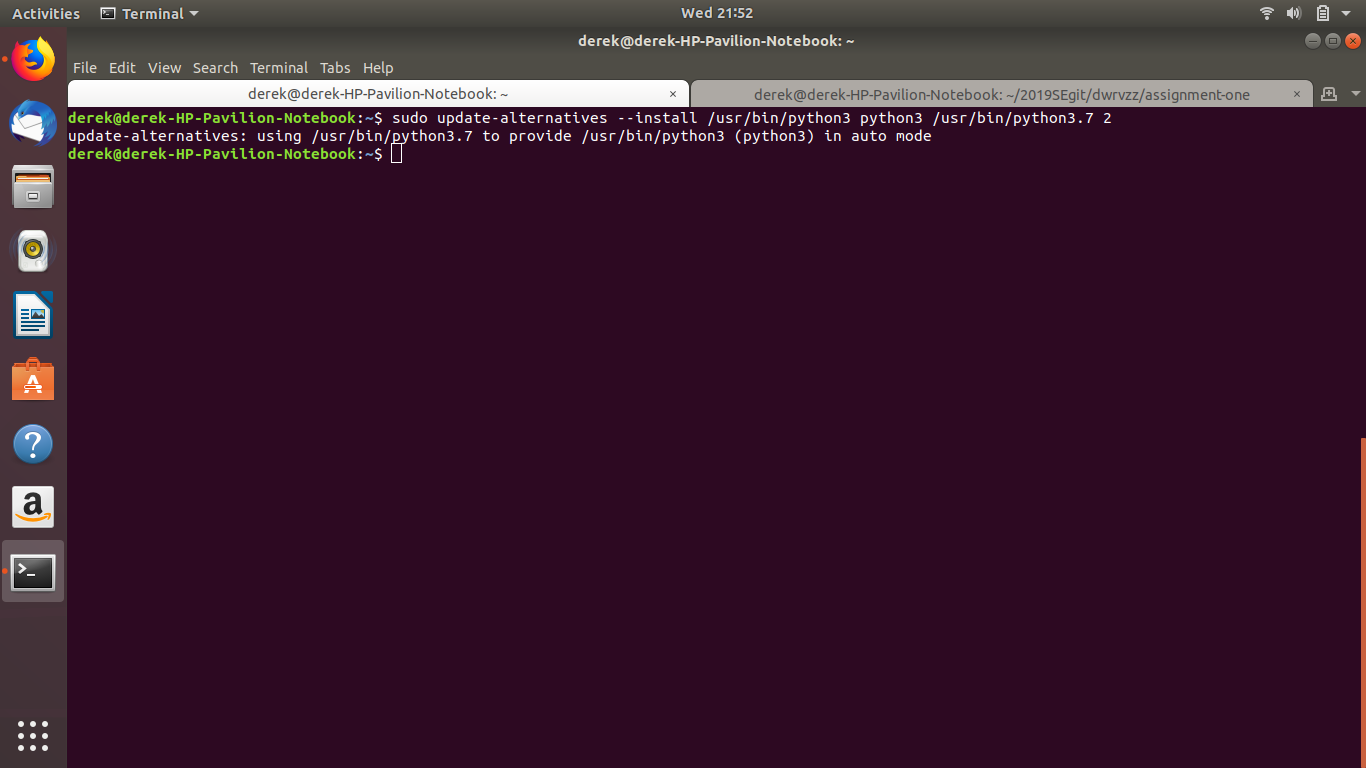 Activities Terminal Wed 21:52
derek@derek-HP-Pavilion-Notebook: ~
File Edit View Search Terminal Tabs Help
derek@derek-HP-Pavilion-Notebook: ~ × derek@derek-HP-Pavilion-Notebook: ~/2019SEgit/dwrvzz/assignment-one ×
derek@derek-HP-Pavilion-Notebook:~$ sudo update-alternatives --install /usr/bin/python3 python3 /usr/bin/python3.7 2
update-alternatives: using /usr/bin/python3.7 to provide /usr/bin/python3 (python3) in auto mode
derek@derek-HP-Pavilion-Notebook:~$